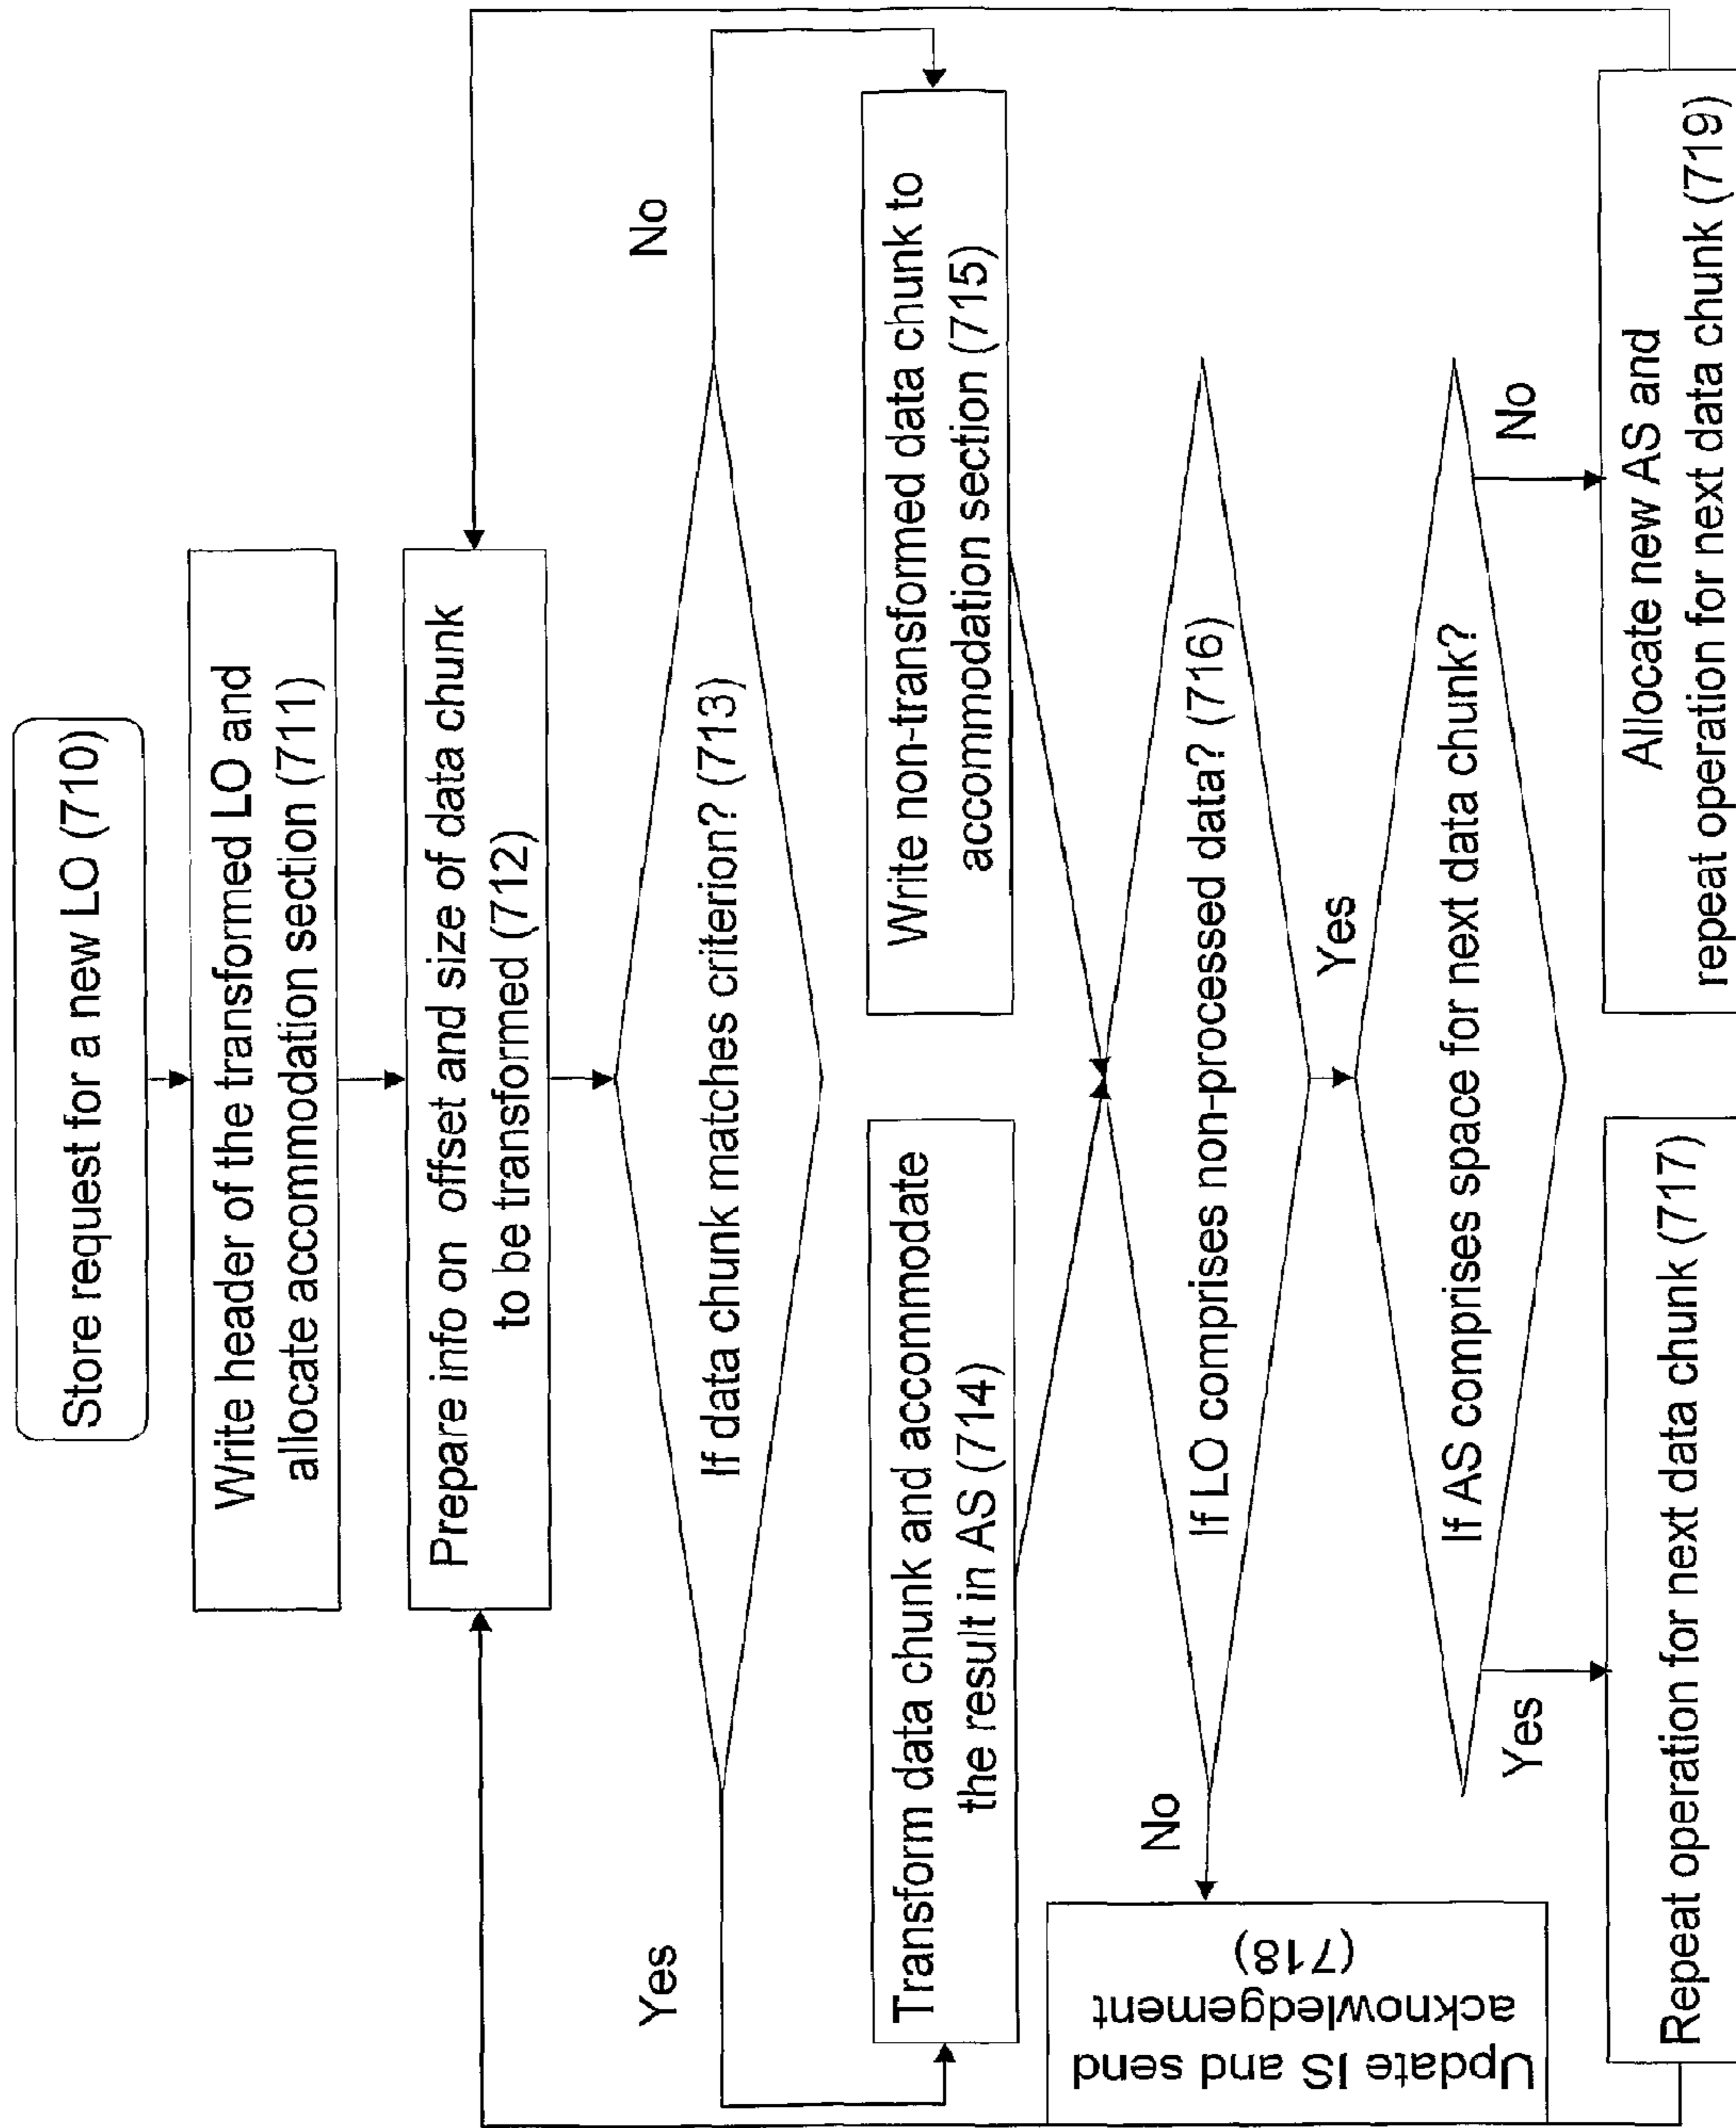 Store request for a new LO (710)
Write header of the transformed LO and
allocate accommodation section (711)
Prepare info on offset and size of data chunk
to be transformed (712)
If data chunk matches criterion? (713)
Yes
No
Transform data chunk and accommodate
the result in AS (714)
Write non-transformed data chunk to
accommodation section (715)
If LO comprises non-processed data? (716)
No
Yes
Update IS and send
acknowledgement
(718)
If AS comprises space for next data chunk?
Yes
No
Repeat operation for next data chunk (717)
Allocate new AS and
repeat operation for next data chunk (719)